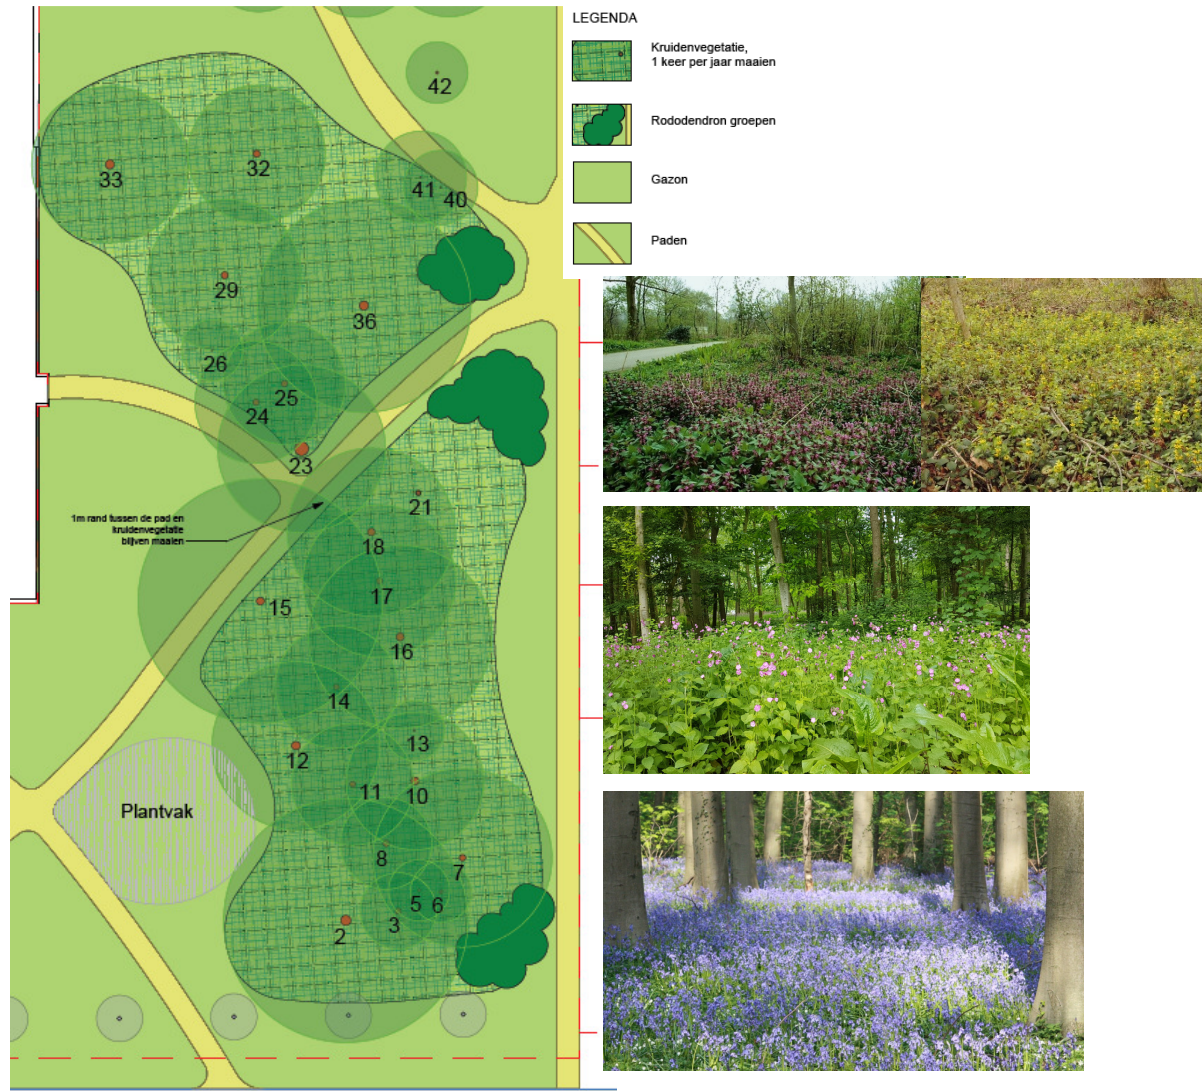 LEGENDA
Kruidenvegetatie,
1 keer per jaar maaien
Rododendron groepen
Gazon
Paden
42
33
32
41
40
29
36
26
25
24
23
1m rand tussen de pad en
kruidenvegetatie
blijven maaien
21
18
17
15
16
14
13
12
11
10
Plantvak
8
7
5
6
3
2